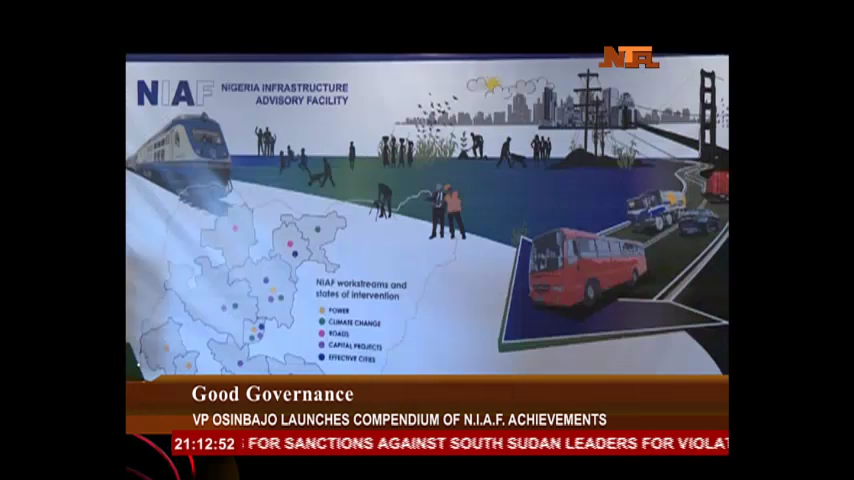 NTA
NIAF
NIGERIA INFRASTRUCTURE
ADVISORY FACILITY
NIAF workstreams and
states of intervention
POWER
CLIMATE CHANGE
ROADS
CAPITAL PROJECTS
EFFECTIVE CITIES
Good Governance
VP OSINBAJO LAUNCHES COMPENDIUM OF N.I.A.F. ACHIEVEMENTS
21:12:52 FOR SANCTIONS AGAINST SOUTH SUDAN LEADERS FOR VIOLAT